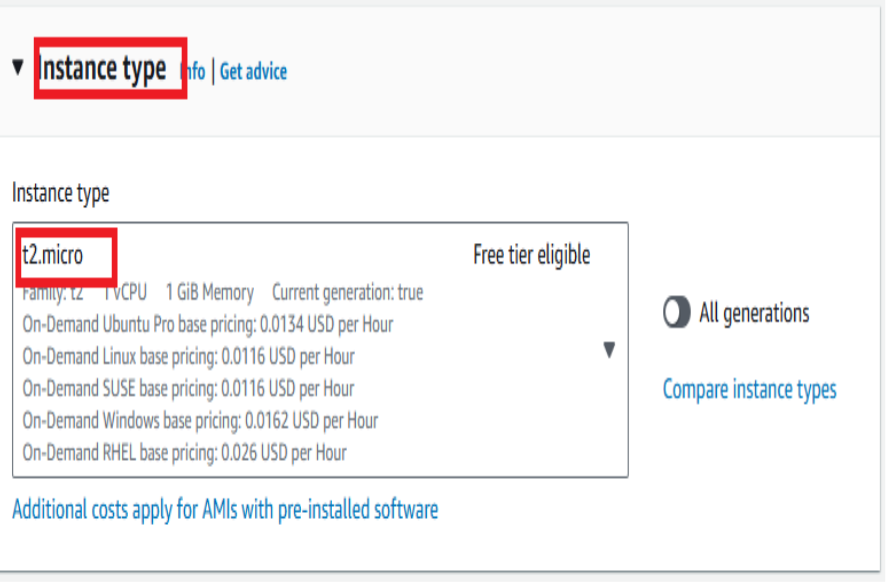 ▼ Instance type Info | Get advice
Instance type
t2.micro Free tier eligible
Family: t2 1 vCPU 1 GiB Memory Current generation: true
On-Demand Ubuntu Pro base pricing: 0.0134 USD per Hour
On-Demand Linux base pricing: 0.0116 USD per Hour
On-Demand SUSE base pricing: 0.0116 USD per Hour
On-Demand Windows base pricing: 0.0162 USD per Hour
On-Demand RHEL base pricing: 0.026 USD per Hour
All generations
Compare instance types
Additional costs apply for AMIs with pre-installed software